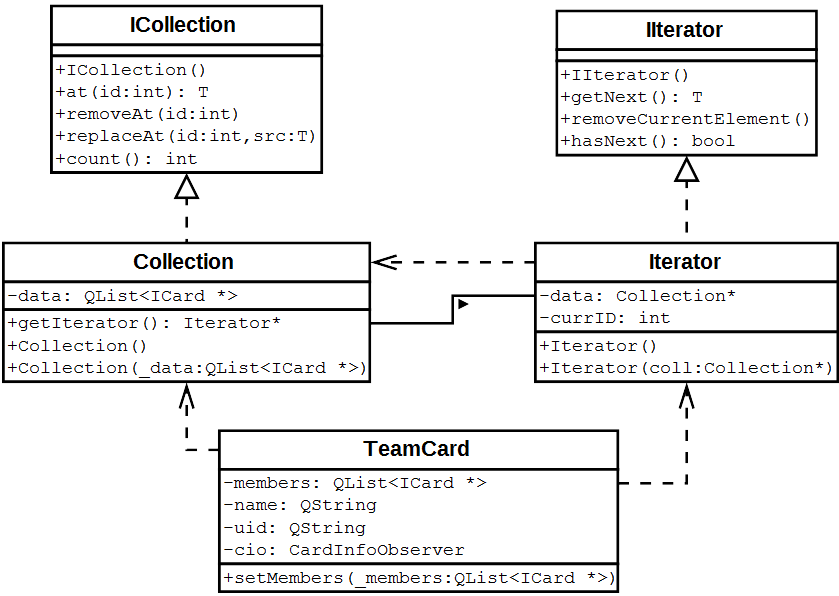 ICollection
+ICollection()
+at(id:int): T
+removeAt(id:int)
+replaceAt(id:int,src:T)
+count(): int
IIterator
+IIterator()
+getNext(): T
+removeCurrentElement()
+hasNext(): bool
Collection
-data: QList<ICard *>
+getIterator(): Iterator*
+Collection()
+Collection(_data:QList<ICard *>)
Iterator
-data: Collection*
-currID: int
+Iterator()
+Iterator(coll:Collection*)
TeamCard
-members: QList<ICard *>
-name: QString
-uid: QString
-cio: CardInfoObserver
+setMembers(_members:QList<ICard *>)